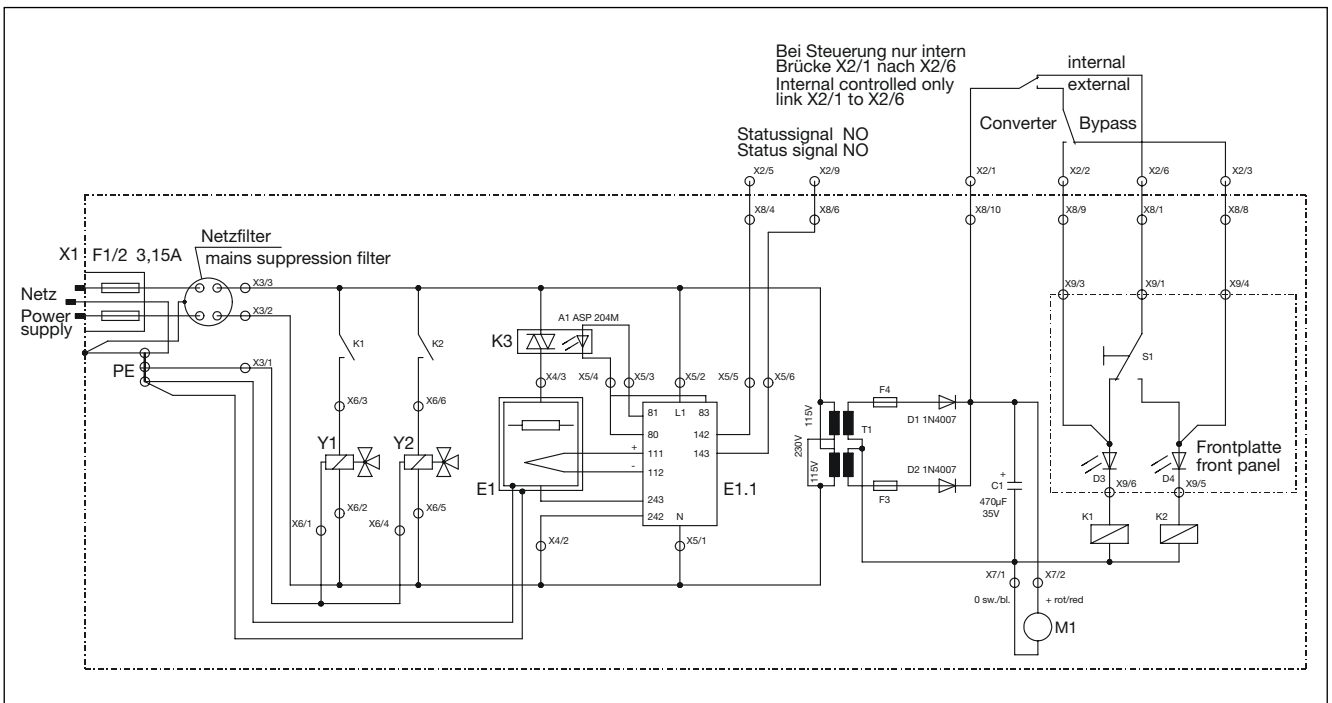 Bei Steuerung nur intern
Brücke X2/1 nach X2/6
Internal controlled only
link X2/1 to X2/6
internal
external
Converter Bypass
Statussignal NO
Status signal NO
X2/5 X2/9 X2/1 X2/2 X2/6 X2/3
X8/4 X8/6 X8/10 X8/9 X8/1 X8/8
Netzfilter
mains suppression filter
X1 F1/2 3,15A
X3/3
Netz
Power
supply
X3/2
PE
X3/1
K1
K2
A1 ASP 204M
K3
X9/3 X9/1 X9/4
S1
X4/3 X5/4 X5/3 X5/2 X5/5 X5/6
X6/3 X6/6
Y1 Y2
81 L1 83
80 142
+ 111 143
- 112
E1 E1.1
243
242 N
X6/1 X6/2 X6/4 X6/5
X4/2 X5/1
115V
230V
115V
T1
F4
D1 1N4007
D2 1N4007
F3
+
C1
470µF
35V
Frontplatte
front panel
D3 D4
X9/6 X9/5
K1 K2
X7/1 X7/2
0 sw./bl. + rot/red
M1